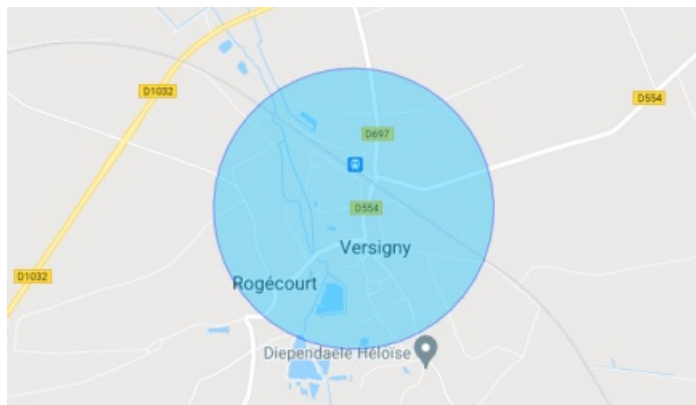 D1032
D554
D697
D554
Versigny
D1032
Rogécourt
Diependaele Héloïse